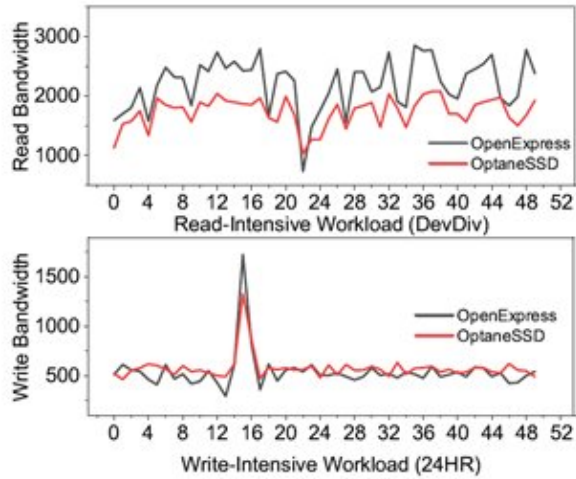 Read Bandwidth
3000
2000
1000
OpenExpress
OptaneSSD
0 4 8 12 16 20 24 28 32 36 40 44 48 52
Read-Intensive Workload (DevDiv)
Write Bandwidth
1500
1000
500
OpenExpress
OptaneSSD
0 4 8 12 16 20 24 28 32 36 40 44 48 52
Write-Intensive Workload (24HR)